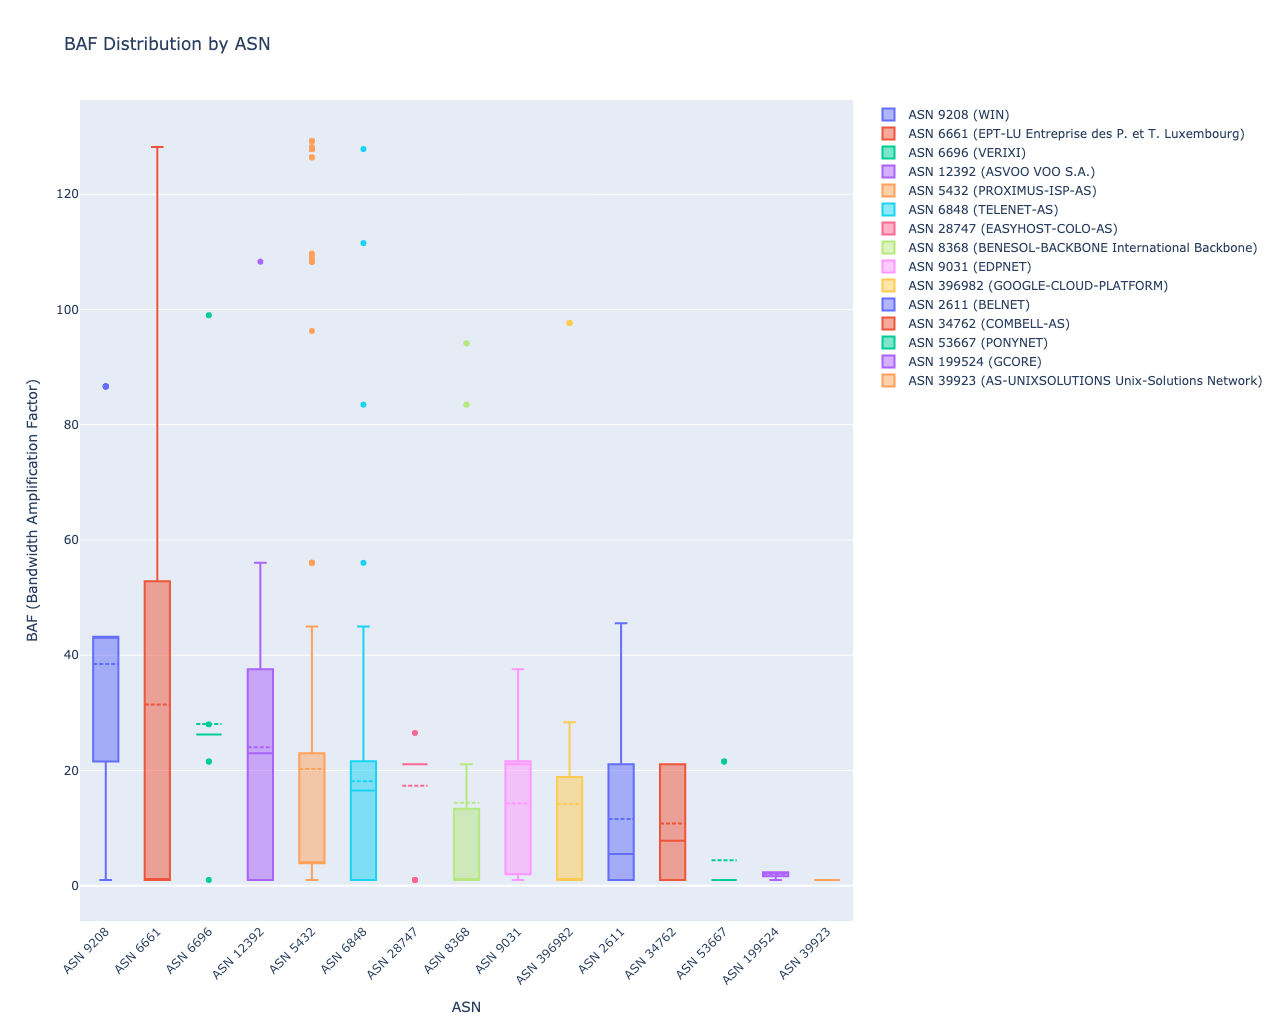 BAF Distribution by ASN
ASN 9208 (WIN)
ASN 6661 (EPT-LU Entreprise des P. et T. Luxembourg)
ASN 6696 (VERIXI)
ASN 12392 (ASVOO VOO S.A.)
ASN 5432 (PROXIMUS-ISP-AS)
ASN 6848 (TELENET-AS)
ASN 28747 (EASYHOST-COLO-AS)
ASN 8368 (BENESOL-BACKBONE International Backbone)
ASN 9031 (EDPNET)
ASN 396982 (GOOGLE-CLOUD-PLATFORM)
ASN 2611 (BELNET)
ASN 34762 (COMBELL-AS)
ASN 53667 (PONYNET)
ASN 199524 (GCORE)
ASN 39923 (AS-UNIXSOLUTIONS Unix-Solutions Network)
BAF (Bandwidth Amplification Factor)
120
100
80
60
40
20
0
ASN 9208
ASN 6661
ASN 6696
ASN 12392
ASN 5432
ASN 6848
ASN 28747
ASN 8368
ASN 9031
ASN 396982
ASN 2611
ASN 34762
ASN 53667
ASN 199524
ASN 39923
ASN